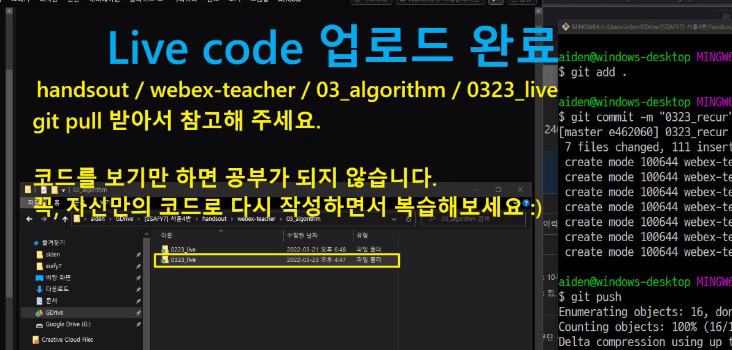 Live code 업로드 완료
handsout / webex-teacher / 03_algorithm / 0323_live
git pull 받아서 참고해 주세요.
코드를 보기만 하면 공부가 되지 않습니다.
꼭, 자신만의 코드로 다시 작성하면서 복습해보세요 :)
03_algorithm
aiden > GDrive > [SSAFY7] 서울4반 > handsout > webex-teacher > 03_algorithm
03_algorithm 검색
즐겨찾기
aiden
ssafy7
바탕 화면
다운로드
문서
GDrive
Google Drive (G:)
Creative Cloud Files
이름 수정한 날짜 유형
0223_live 2022-03-21 오후 6:48 파일 폴더
0323_live 2022-03-23 오후 4:47 파일 폴더
MINGW64:/c/Users/aiden/GDrive/[SSAFY7] 서울4반/handsout
aiden@windows-desktop MINGW6
$ git add .
aiden@windows-desktop MINGW6
$ git commit -m "0323_recur"
[master e462060] 0323_recur
7 files changed, 111 insert
create mode 100644 webex-te
create mode 100644 webex-te
create mode 100644 webex-te
create mode 100644 webex-te
create mode 100644 webex-te
create mode 100644 webex-te
aiden@windows-desktop MINGW6
$ git push
Enumerating objects: 16, don
Counting objects: 100% (16/1
Delta compression using up t